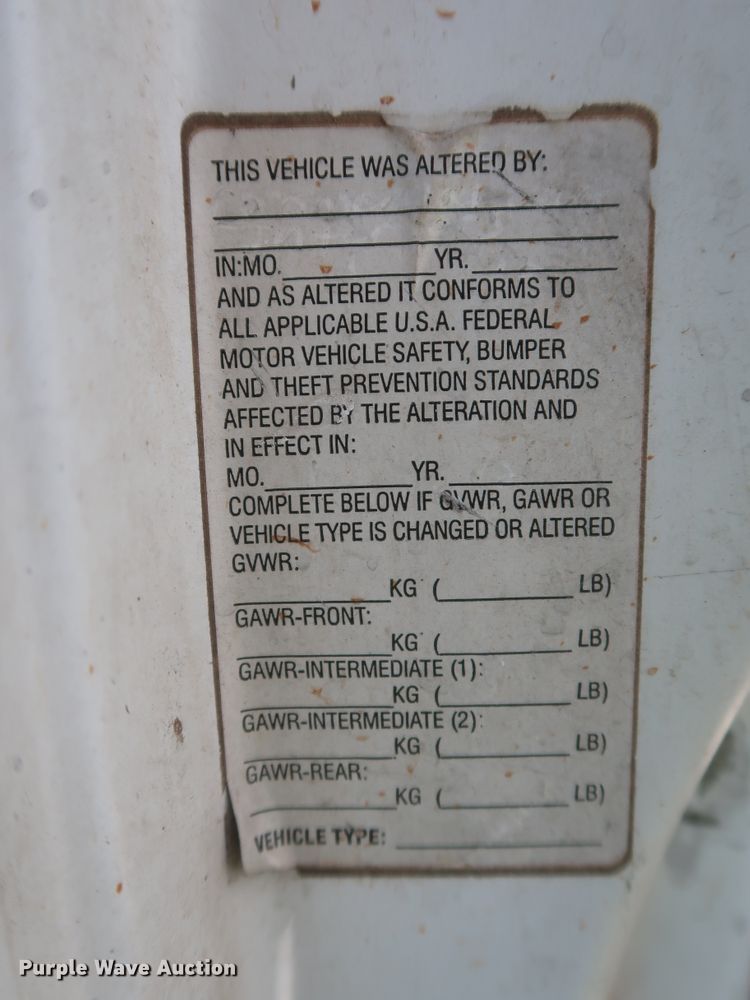 THIS VEHICLE WAS ALTERED BY:
IN:MO. YR.
AND AS ALTERED IT CONFORMS TO
ALL APPLICABLE U.S.A. FEDERAL
MOTOR VEHICLE SAFETY, BUMPER
AND THEFT PREVENTION STANDARDS
AFFECTED BY THE ALTERATION AND
IN EFFECT IN:
MO. YR.
COMPLETE BELOW IF GVWR, GAWR OR
VEHICLE TYPE IS CHANGED OR ALTERED
GVWR:
KG ( LB)
GAWR-FRONT:
KG ( LB)
GAWR-INTERMEDIATE (1):
KG ( LB)
GAWR-INTERMEDIATE (2):
KG ( LB)
GAWR-REAR:
KG ( LB)
VEHICLE TYPE:
Purple Wave Auction